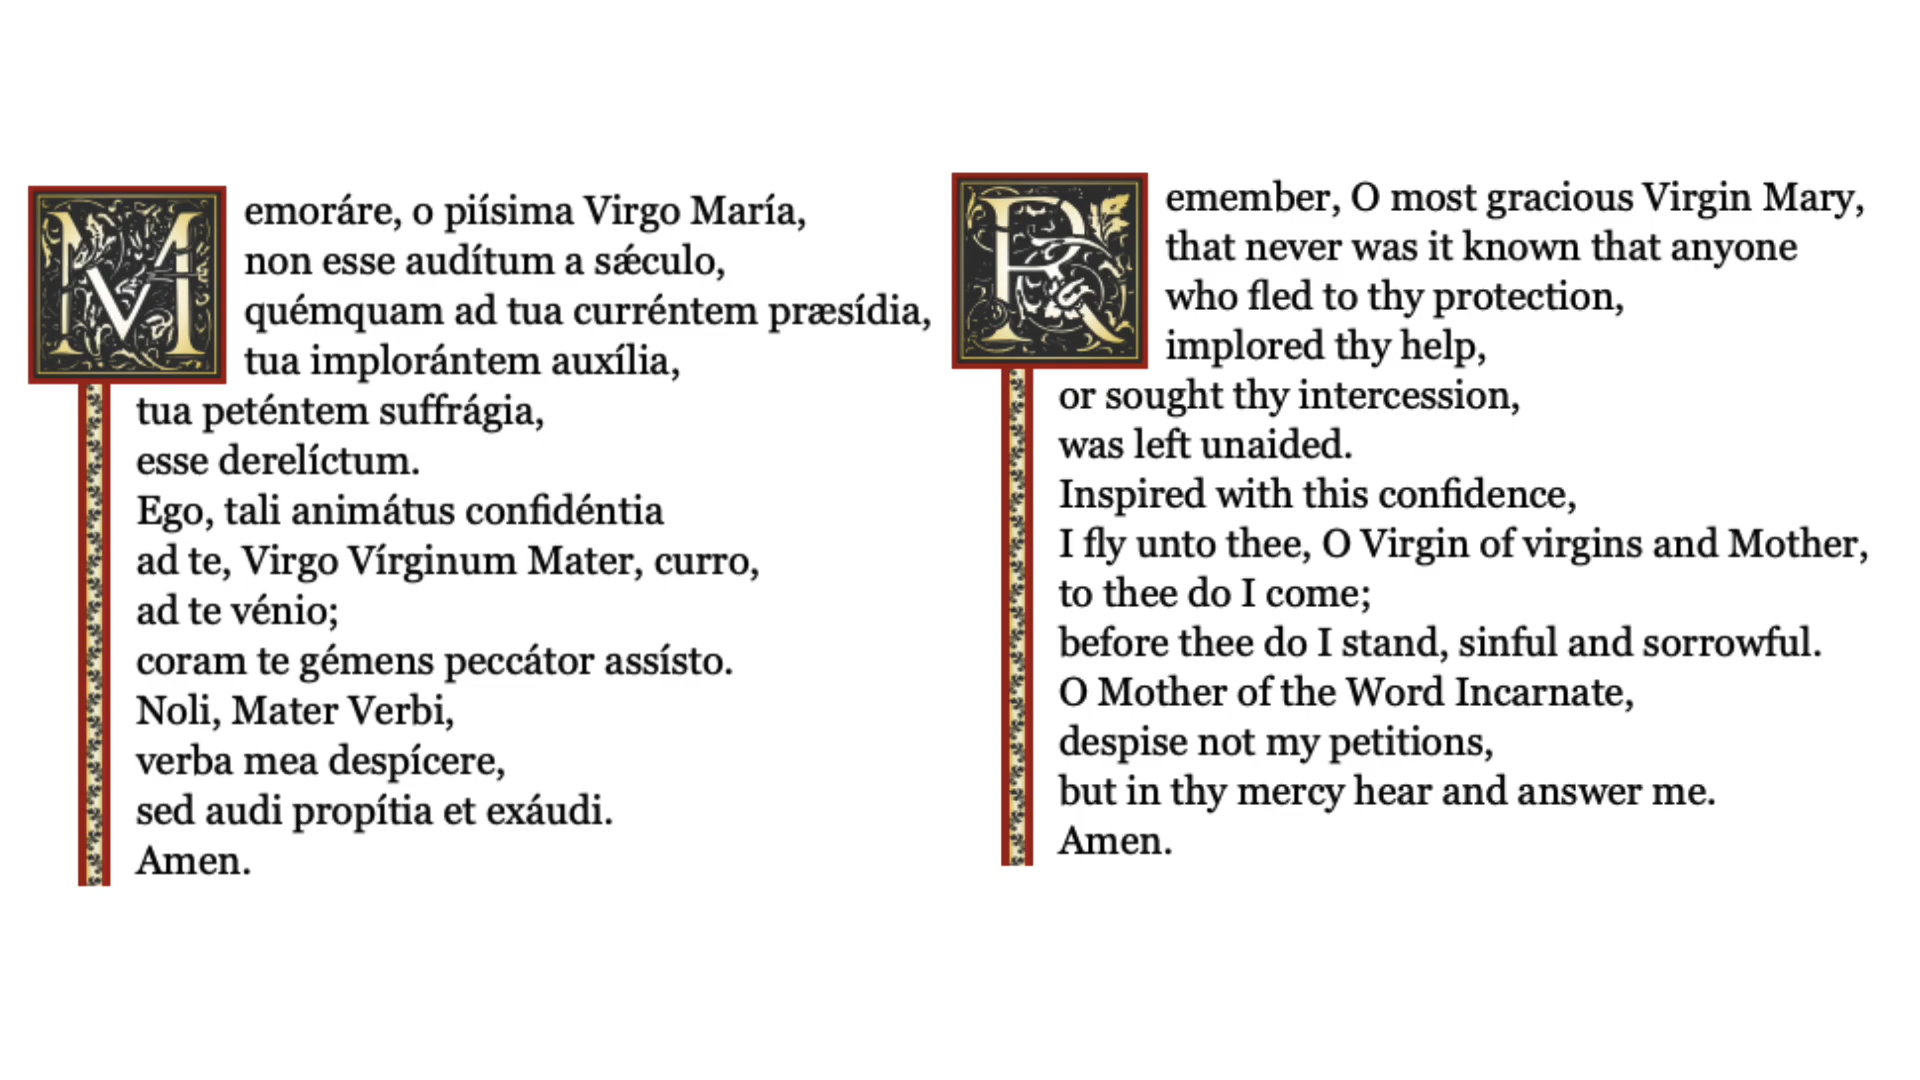 Memoráre, o piísima Virgo María,
non esse audítum a sǽculo,
quémquam ad tua curréntem præsídia,
tua implorántem auxília,
tua peténtem suffrágia,
esse derelíctum.
Ego, tali animátus confidéntia
ad te, Virgo Vírginum Mater, curro,
ad te vénio;
coram te gémens peccátor assísto.
Noli, Mater Verbi,
verba mea despícere,
sed audi propítia et exáudi.
Amen.
Remember, O most gracious Virgin Mary,
that never was it known that anyone
who fled to thy protection,
implored thy help,
or sought thy intercession,
was left unaided.
Inspired with this confidence,
I fly unto thee, O Virgin of virgins and Mother,
to thee do I come;
before thee do I stand, sinful and sorrowful.
O Mother of the Word Incarnate,
despise not my petitions,
but in thy mercy hear and answer me.
Amen.